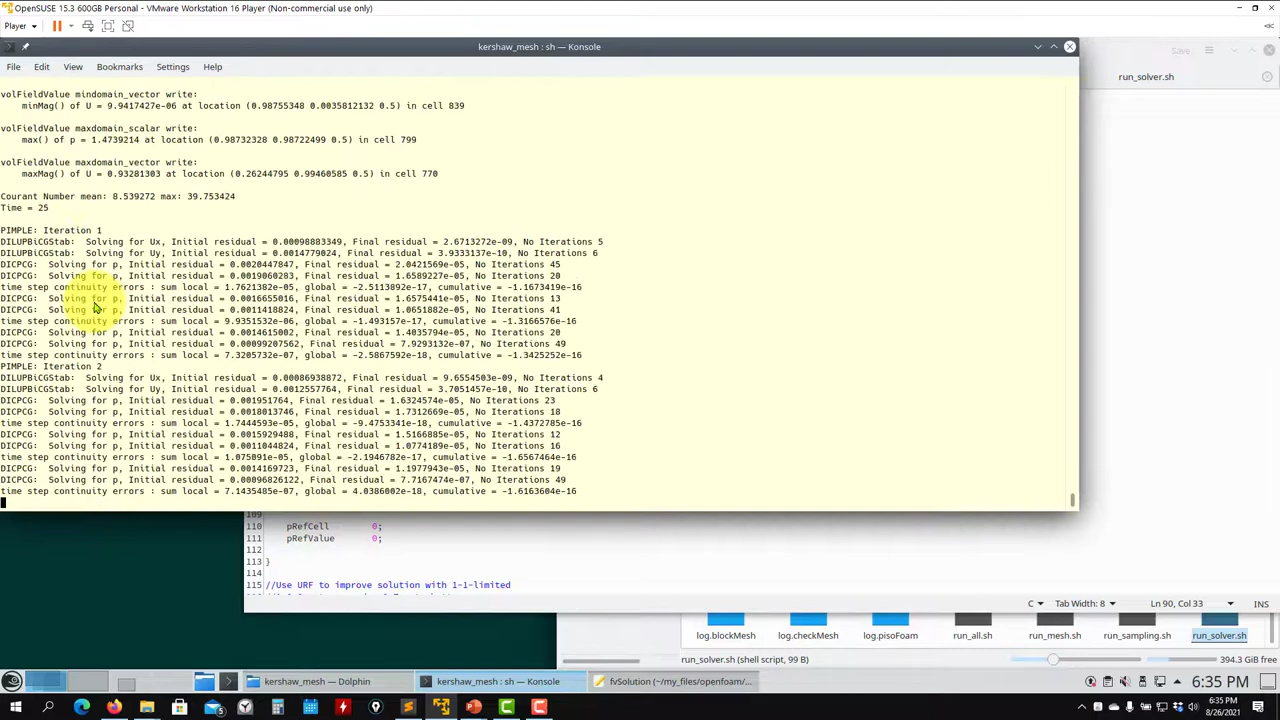 OpenSUSE 15.3 600GB Personal - VMware Workstation 16 Player (Non-commercial use only)
Player
kershaw_mesh : sh — Konsole
Save
File Edit View Bookmarks Settings Help
run_solver.sh
volFieldValue mindomain_vector write:
minMag() of U = 9.9417427e-06 at location (0.98755348 0.0035812132 0.5) in cell 839
volFieldValue maxdomain_scalar write:
max() of p = 1.4739214 at location (0.98732328 0.98722499 0.5) in cell 799
volFieldValue maxdomain_vector write:
maxMag() of U = 0.93281303 at location (0.26244795 0.99460585 0.5) in cell 770
Courant Number mean: 8.539272 max: 39.753424
Time = 25
PIMPLE: Iteration 1
DILUPBiCGStab:  Solving for Ux, Initial residual = 0.00098883349, Final residual = 2.6713272e-09, No Iterations 5
DILUPBiCGStab:  Solving for Uy, Initial residual = 0.0014779024, Final residual = 3.9333137e-10, No Iterations 6
DICPCG:  Solving for p, Initial residual = 0.0020447847, Final residual = 2.0421569e-05, No Iterations 45
DICPCG:  Solving for p, Initial residual = 0.0019060283, Final residual = 1.6589227e-05, No Iterations 20
time step continuity errors : sum local = 1.7621382e-05, global = -2.5113892e-17, cumulative = -1.1673419e-16
DICPCG:  Solving for p, Initial residual = 0.0016655016, Final residual = 1.6575441e-05, No Iterations 13
DICPCG:  Solving for p, Initial residual = 0.0011418824, Final residual = 1.0651882e-05, No Iterations 41
time step continuity errors : sum local = 9.9351532e-06, global = -1.493157e-17, cumulative = -1.3166576e-16
DICPCG:  Solving for p, Initial residual = 0.0014615002, Final residual = 1.4035794e-05, No Iterations 20
DICPCG:  Solving for p, Initial residual = 0.00099207562, Final residual = 7.9293132e-07, No Iterations 49
time step continuity errors : sum local = 7.3205732e-07, global = -2.5867592e-18, cumulative = -1.3425252e-16
PIMPLE: Iteration 2
DILUPBiCGStab:  Solving for Ux, Initial residual = 0.00086938872, Final residual = 9.6554503e-09, No Iterations 4
DILUPBiCGStab:  Solving for Uy, Initial residual = 0.0012557764, Final residual = 3.7051457e-10, No Iterations 6
DICPCG:  Solving for p, Initial residual = 0.001951764, Final residual = 1.6324574e-05, No Iterations 23
DICPCG:  Solving for p, Initial residual = 0.0018013746, Final residual = 1.7312669e-05, No Iterations 18
time step continuity errors : sum local = 1.7444593e-05, global = -9.4753341e-18, cumulative = -1.4372785e-16
DICPCG:  Solving for p, Initial residual = 0.0015929488, Final residual = 1.5166885e-05, No Iterations 12
DICPCG:  Solving for p, Initial residual = 0.0011044824, Final residual = 1.0774189e-05, No Iterations 16
time step continuity errors : sum local = 1.075091e-05, global = -2.1946782e-17, cumulative = -1.6567464e-16
DICPCG:  Solving for p, Initial residual = 0.0014169723, Final residual = 1.1977943e-05, No Iterations 19
DICPCG:  Solving for p, Initial residual = 0.00096826122, Final residual = 7.7167474e-07, No Iterations 49
time step continuity errors : sum local = 7.1435485e-07, global = 4.0386002e-18, cumulative = -1.6163604e-16
109
110 pRefCell 0;
111 pRefValue 0;
112
113 }
114
115 //Use URF to improve solution with 1-1-limited
C Tab Width: 8 Ln 90, Col 33 INS
log.blockMesh log.checkMesh log.pisoFoam run_all.sh run_mesh.sh run_sampling.sh run_solver.sh
run_solver.sh (shell script, 99 B) 394.3 GiB free
kershaw_mesh — Dolphin kershaw_mesh : sh — Konsole fvSolution (~/my_files/openfoam/... 6:35 PM
6:35 PM
8/26/2021